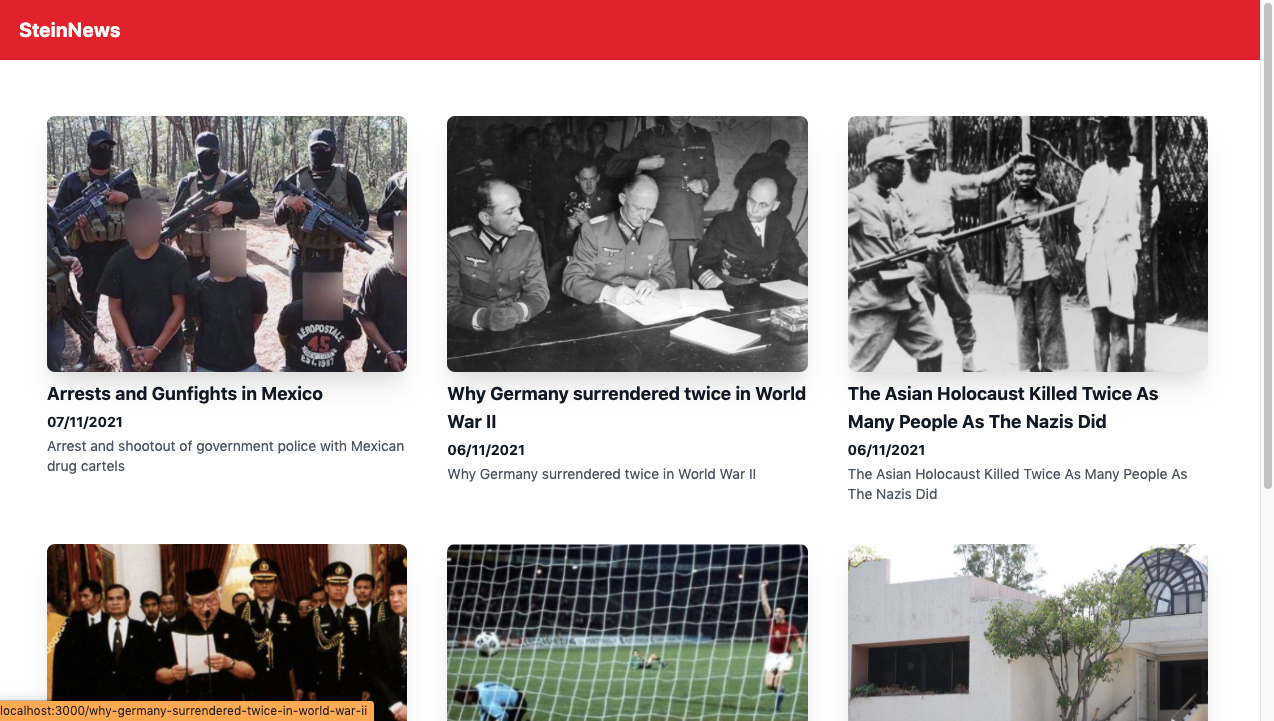 SteinNews
AEROPOSTALE
45
EST. 1987
Arrests and Gunfights in Mexico
07/11/2021
Arrest and shootout of government police with Mexican
drug cartels
Why Germany surrendered twice in World
War II
06/11/2021
Why Germany surrendered twice in World War II
The Asian Holocaust Killed Twice As
Many People As The Nazis Did
06/11/2021
The Asian Holocaust Killed Twice As Many People As
The Nazis Did
localhost:3000/why-germany-surrendered-twice-in-world-war-ii